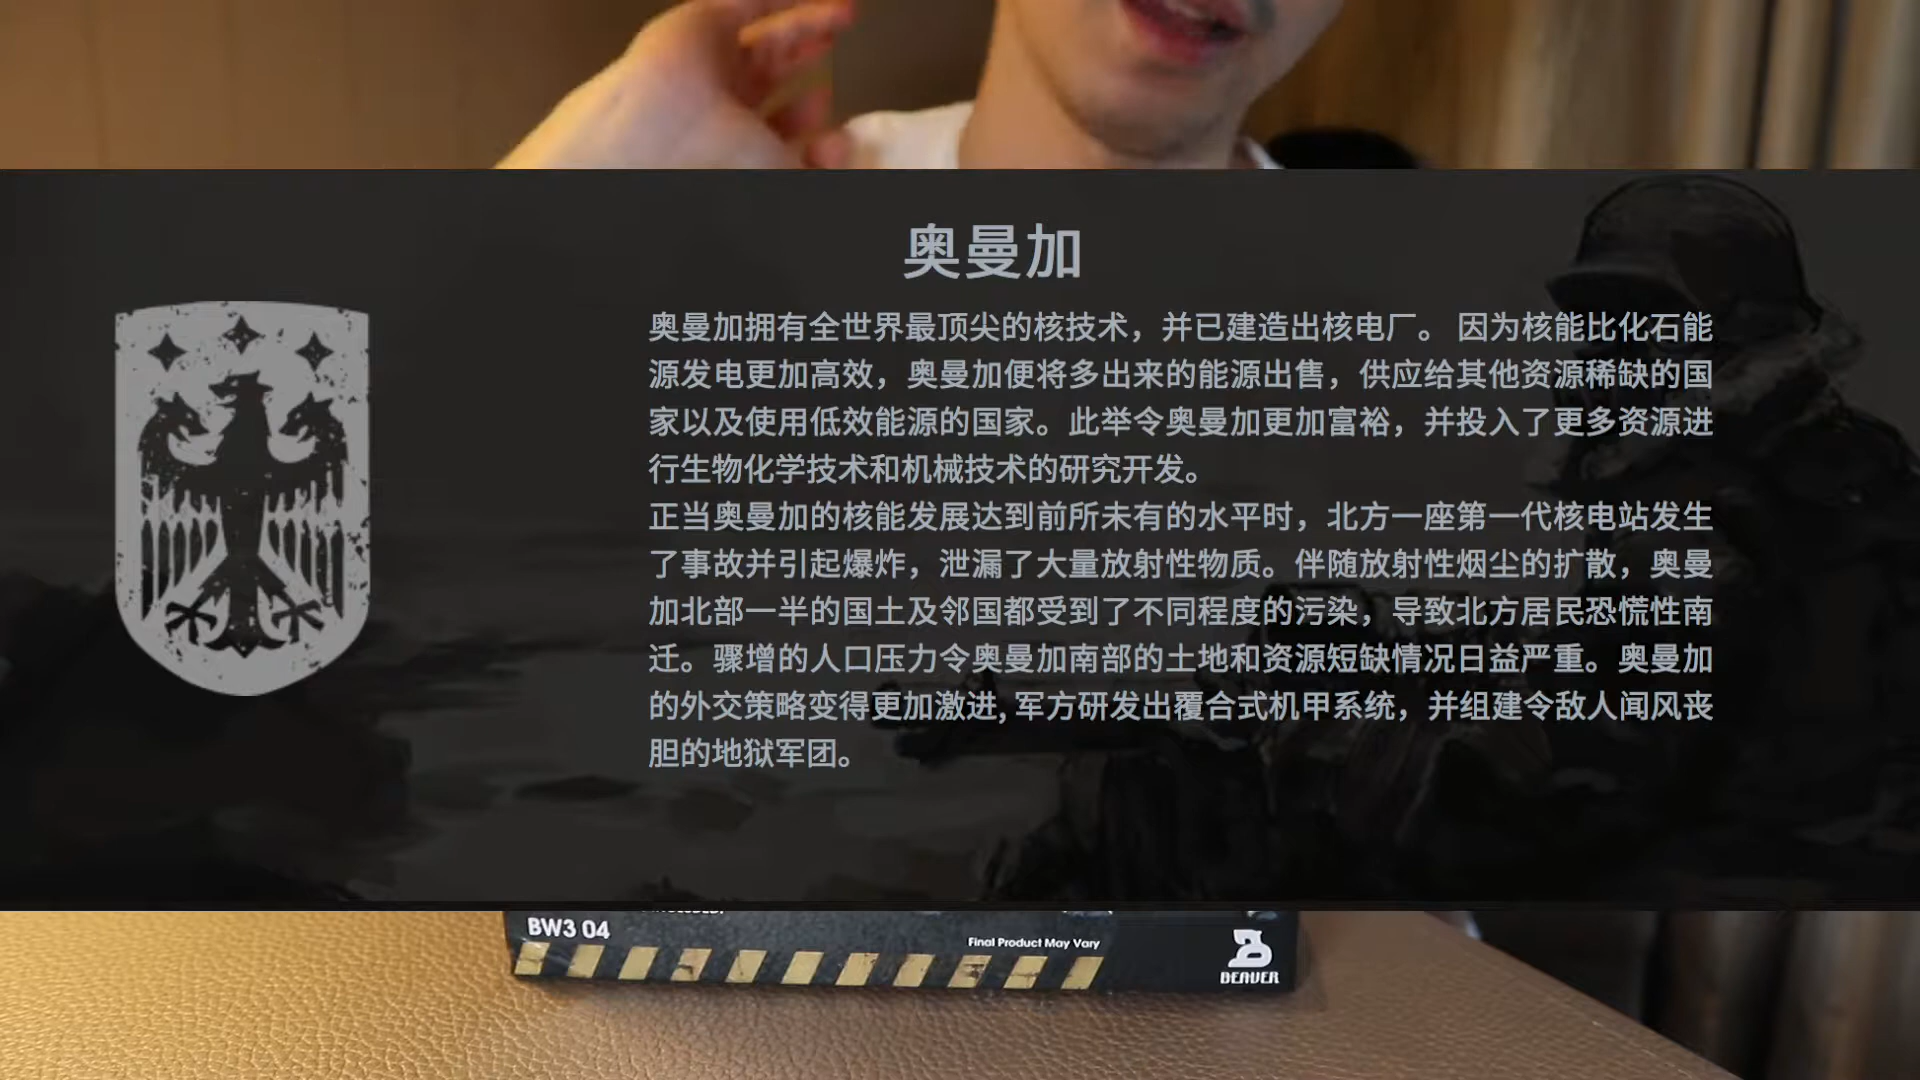 奥曼加
奥曼加拥有全世界最顶尖的核技术，并已建造出核电厂。 因为核能比化石能
源发电更加高效，奥曼加便将多出来的能源出售，供应给其他资源稀缺的国
家以及使用低效能源的国家。此举令奥曼加更加富裕，并投入了更多资源进
行生物化学技术和机械技术的研究开发。
正当奥曼加的核能发展达到前所未有的水平时，北方一座第一代核电站发生
了事故并引起爆炸，泄漏了大量放射性物质。伴随放射性烟尘的扩散，奥曼
加北部一半的国土及邻国都受到了不同程度的污染，导致北方居民恐慌性南
迁。骤增的人口压力令奥曼加南部的土地和资源短缺情况日益严重。奥曼加
的外交策略变得更加激进, 军方研发出覆合式机甲系统，并组建令敌人闻风丧
胆的地狱军团。
BW3 04
Final Product May Vary
BEAVER